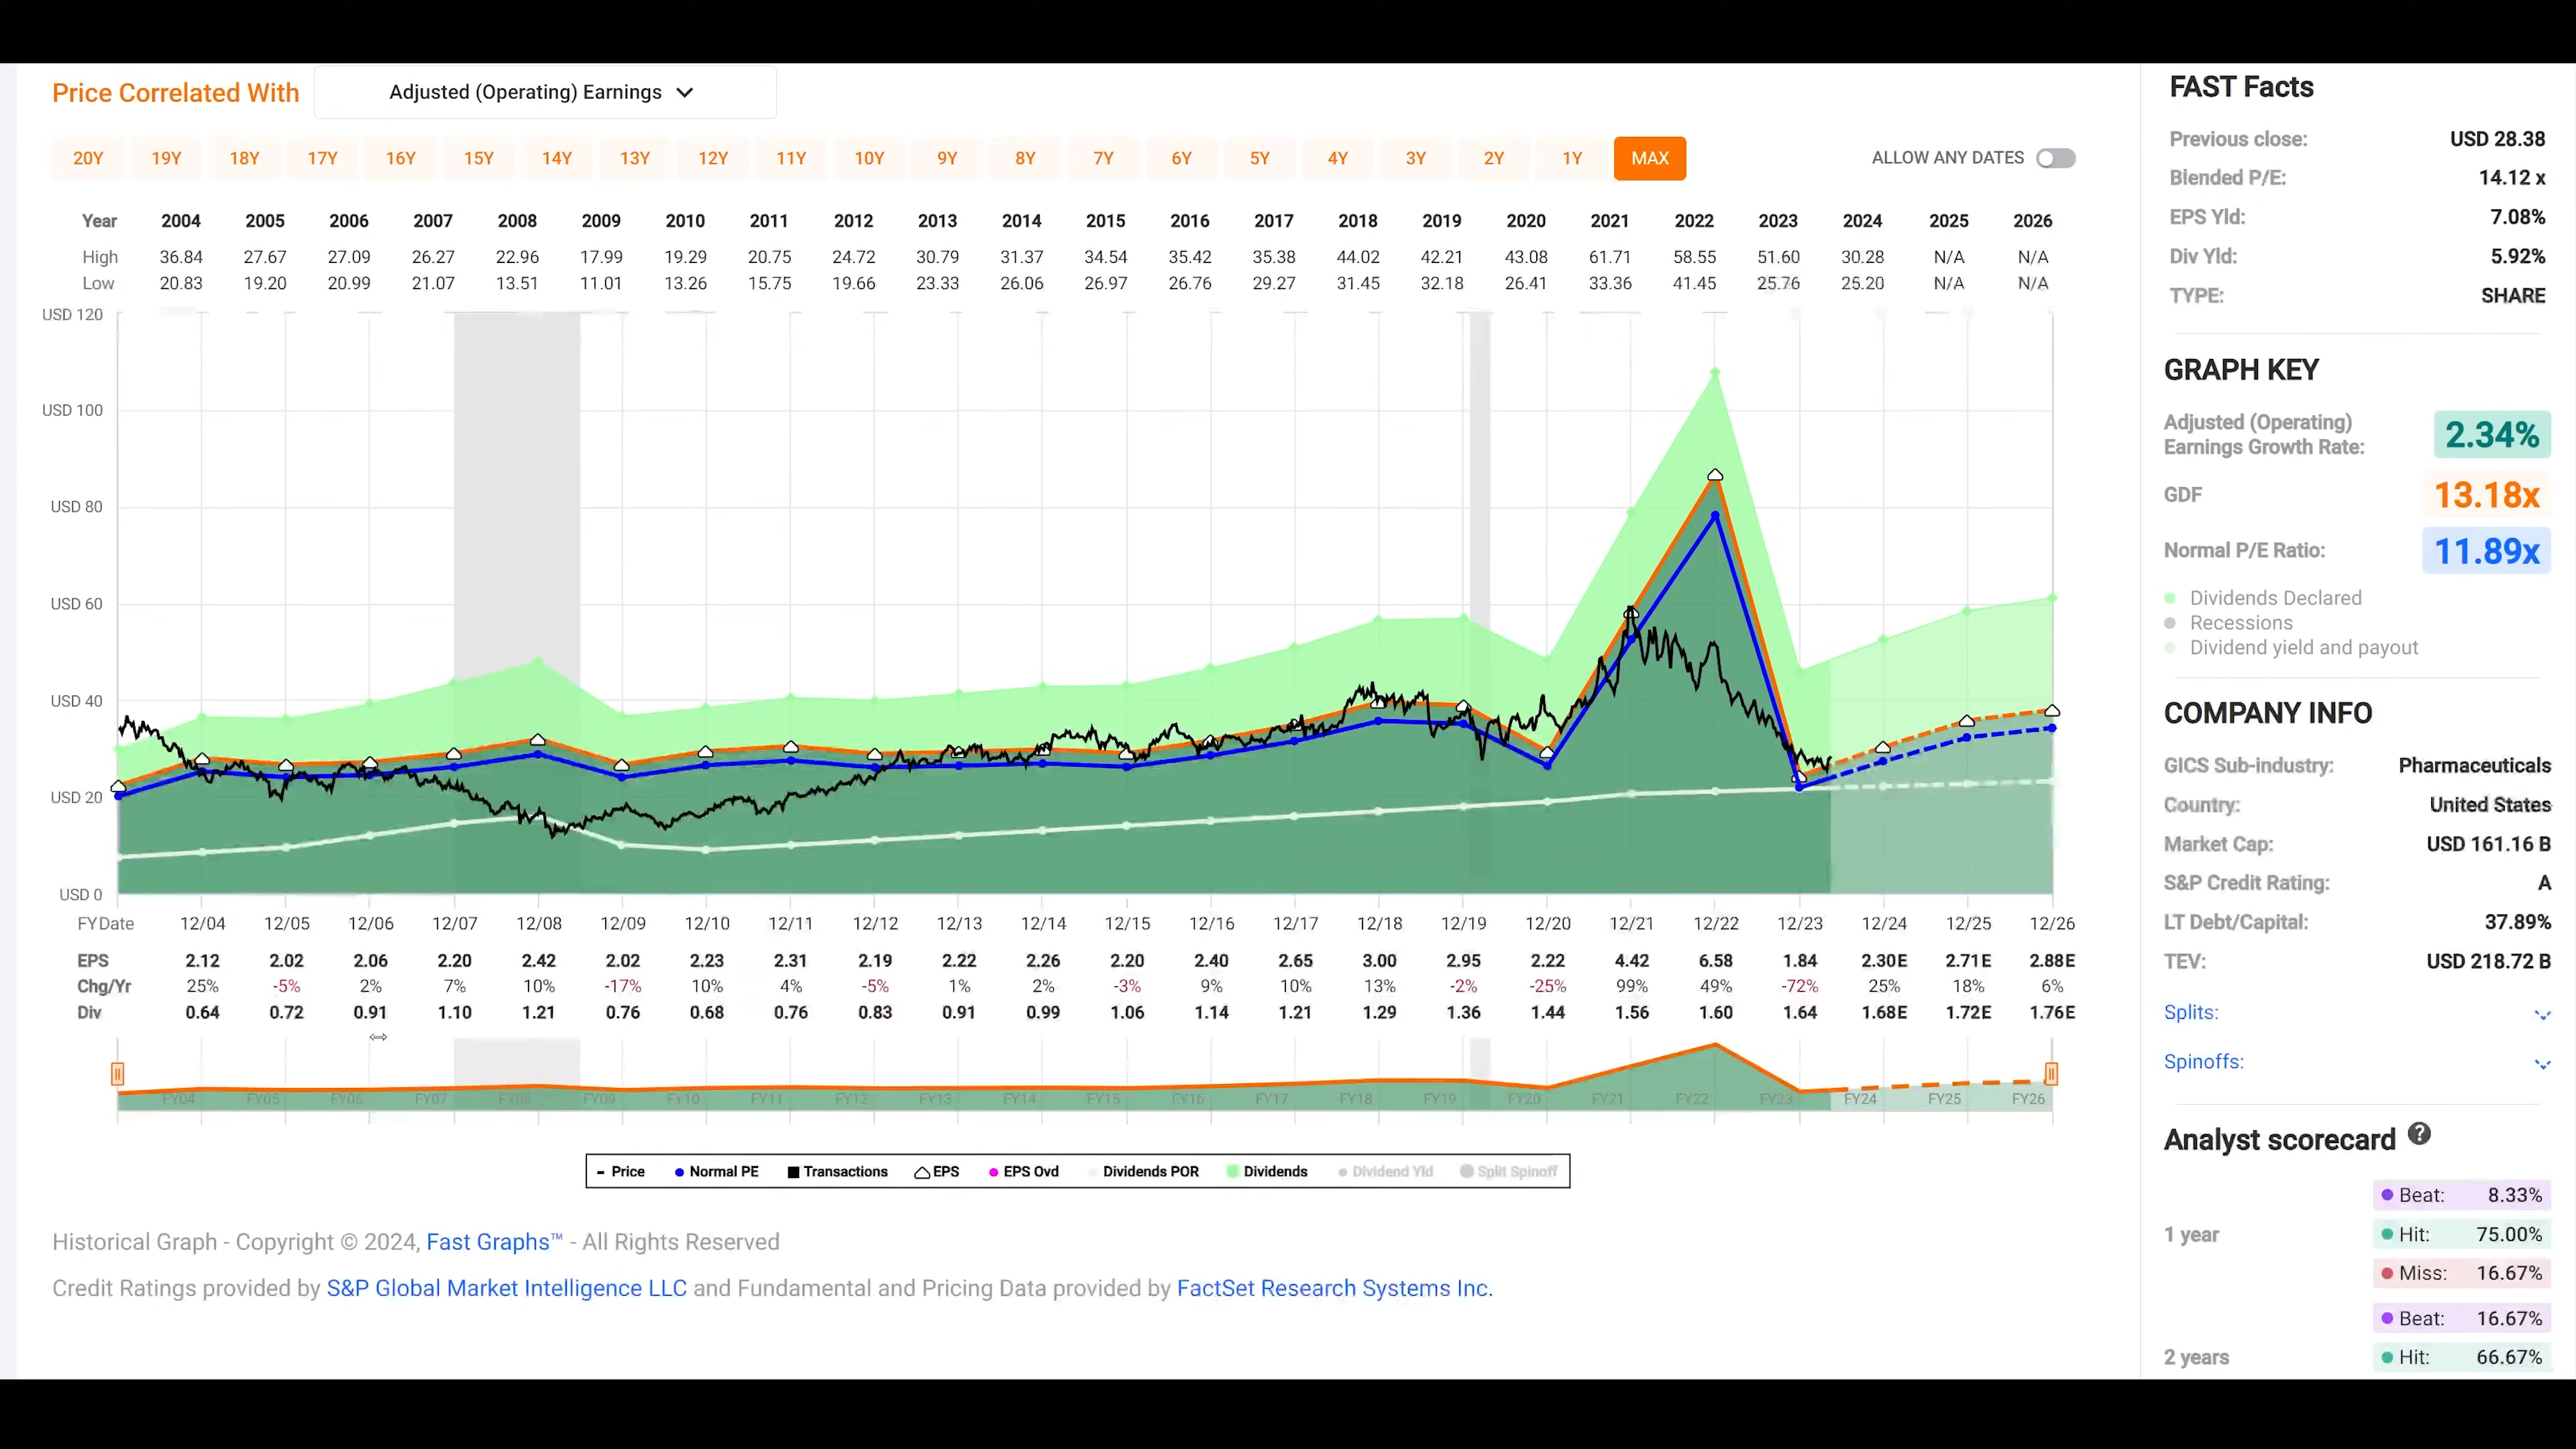 Price Correlated With Adjusted (Operating) Earnings
20Y 19Y 18Y 17Y 16Y 15Y 14Y 13Y 12Y 11Y 10Y 9Y 8Y 7Y 6Y 5Y 4Y 3Y 2Y 1Y MAX ALLOW ANY DATES
Year 2004 2005 2006 2007 2008 2009 2010 2011 2012 2013 2014 2015 2016 2017 2018 2019 2020 2021 2022 2023 2024 2025 2026
High 36.84 27.67 27.09 26.27 22.96 17.99 19.29 20.75 24.72 30.79 31.37 34.54 35.42 35.38 44.02 42.21 43.08 61.71 58.55 51.60 30.28 N/A N/A
Low 20.83 19.20 20.99 21.07 13.51 11.01 13.26 15.75 19.66 23.33 26.06 26.97 26.76 29.27 31.45 32.18 26.41 33.36 41.45 25.76 25.20 N/A N/A
USD 120
USD 100
USD 80
USD 60
USD 40
USD 20
USD 0
FY Date 12/04 12/05 12/06 12/07 12/08 12/09 12/10 12/11 12/12 12/13 12/14 12/15 12/16 12/17 12/18 12/19 12/20 12/21 12/22 12/23 12/24 12/25 12/26
EPS 2.12 2.02 2.06 2.20 2.42 2.02 2.23 2.31 2.19 2.22 2.26 2.20 2.40 2.65 3.00 2.95 2.22 4.42 6.58 1.84 2.30E 2.71E 2.88E
Chg/Yr 25% -5% 2% 7% 10% -17% 10% 4% -5% 1% 2% -3% 9% 10% 13% -2% -25% 99% 49% -72% 25% 18% 6%
Div 0.64 0.72 0.91 1.10 1.21 0.76 0.68 0.76 0.83 0.91 0.99 1.06 1.14 1.21 1.29 1.36 1.44 1.56 1.60 1.64 1.68E 1.72E 1.76E
FY04 FY05 FY06 FY07 FY08 FY09 FY10 FY11 FY12 FY13 FY14 FY15 FY16 FY17 FY18 FY19 FY20 FY21 FY22 FY23 FY24 FY25 FY26
Price Normal PE Transactions EPS EPS Ovd Dividends POR Dividends Dividend Yld Split Spinoff
Historical Graph - Copyright © 2024, Fast Graphs™ - All Rights Reserved
Credit Ratings provided by S&P Global Market Intelligence LLC and Fundamental and Pricing Data provided by FactSet Research Systems Inc.
FAST Facts
Previous close: USD 28.38
Blended P/E: 14.12 x
EPS Yld: 7.08%
Div Yld: 5.92%
TYPE: SHARE
GRAPH KEY
Adjusted (Operating)
Earnings Growth Rate: 2.34%
GDF 13.18x
Normal P/E Ratio: 11.89x
Dividends Declared
Recessions
Dividend yield and payout
COMPANY INFO
GICS Sub-industry: Pharmaceuticals
Country: United States
Market Cap: USD 161.16 B
S&P Credit Rating: A
LT Debt/Capital: 37.89%
TEV: USD 218.72 B
Splits:
Spinoffs:
Analyst scorecard ?
Beat: 8.33%
1 year Hit: 75.00%
Miss: 16.67%
Beat: 16.67%
2 years Hit: 66.67%